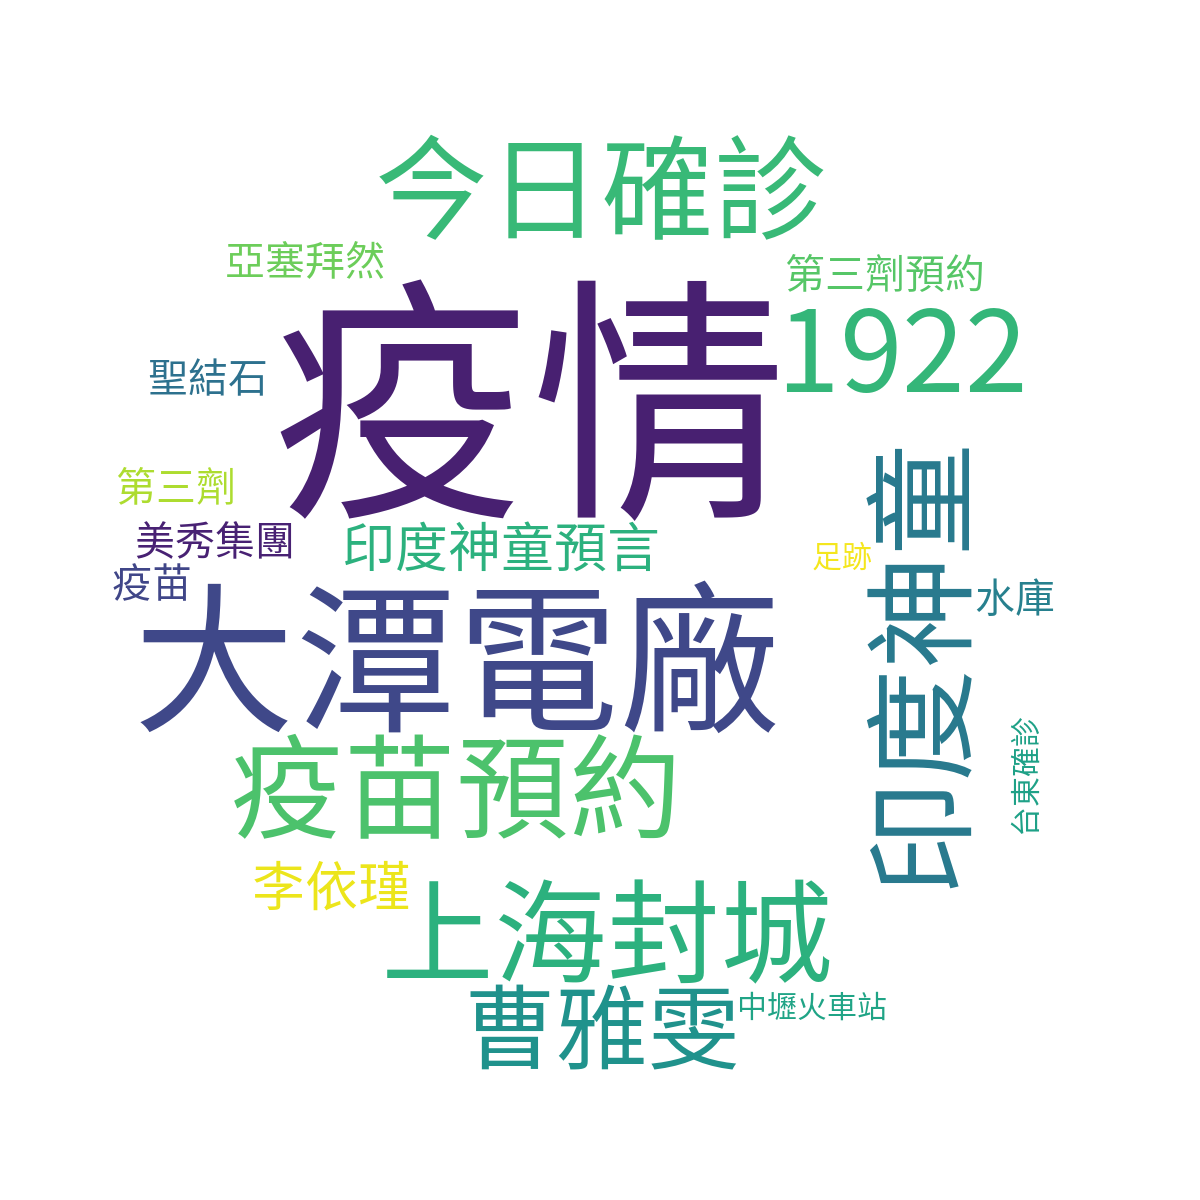 今日確診
亞塞拜然
第三劑預約
疫情
1922
聖結石
第三劑
美秀集團
印度神童預言
疫苗
足跡
水庫
大潭電廠
印度神童
疫苗預約
台東確診
李依瑾
上海封城
曹雅雯
中壢火車站